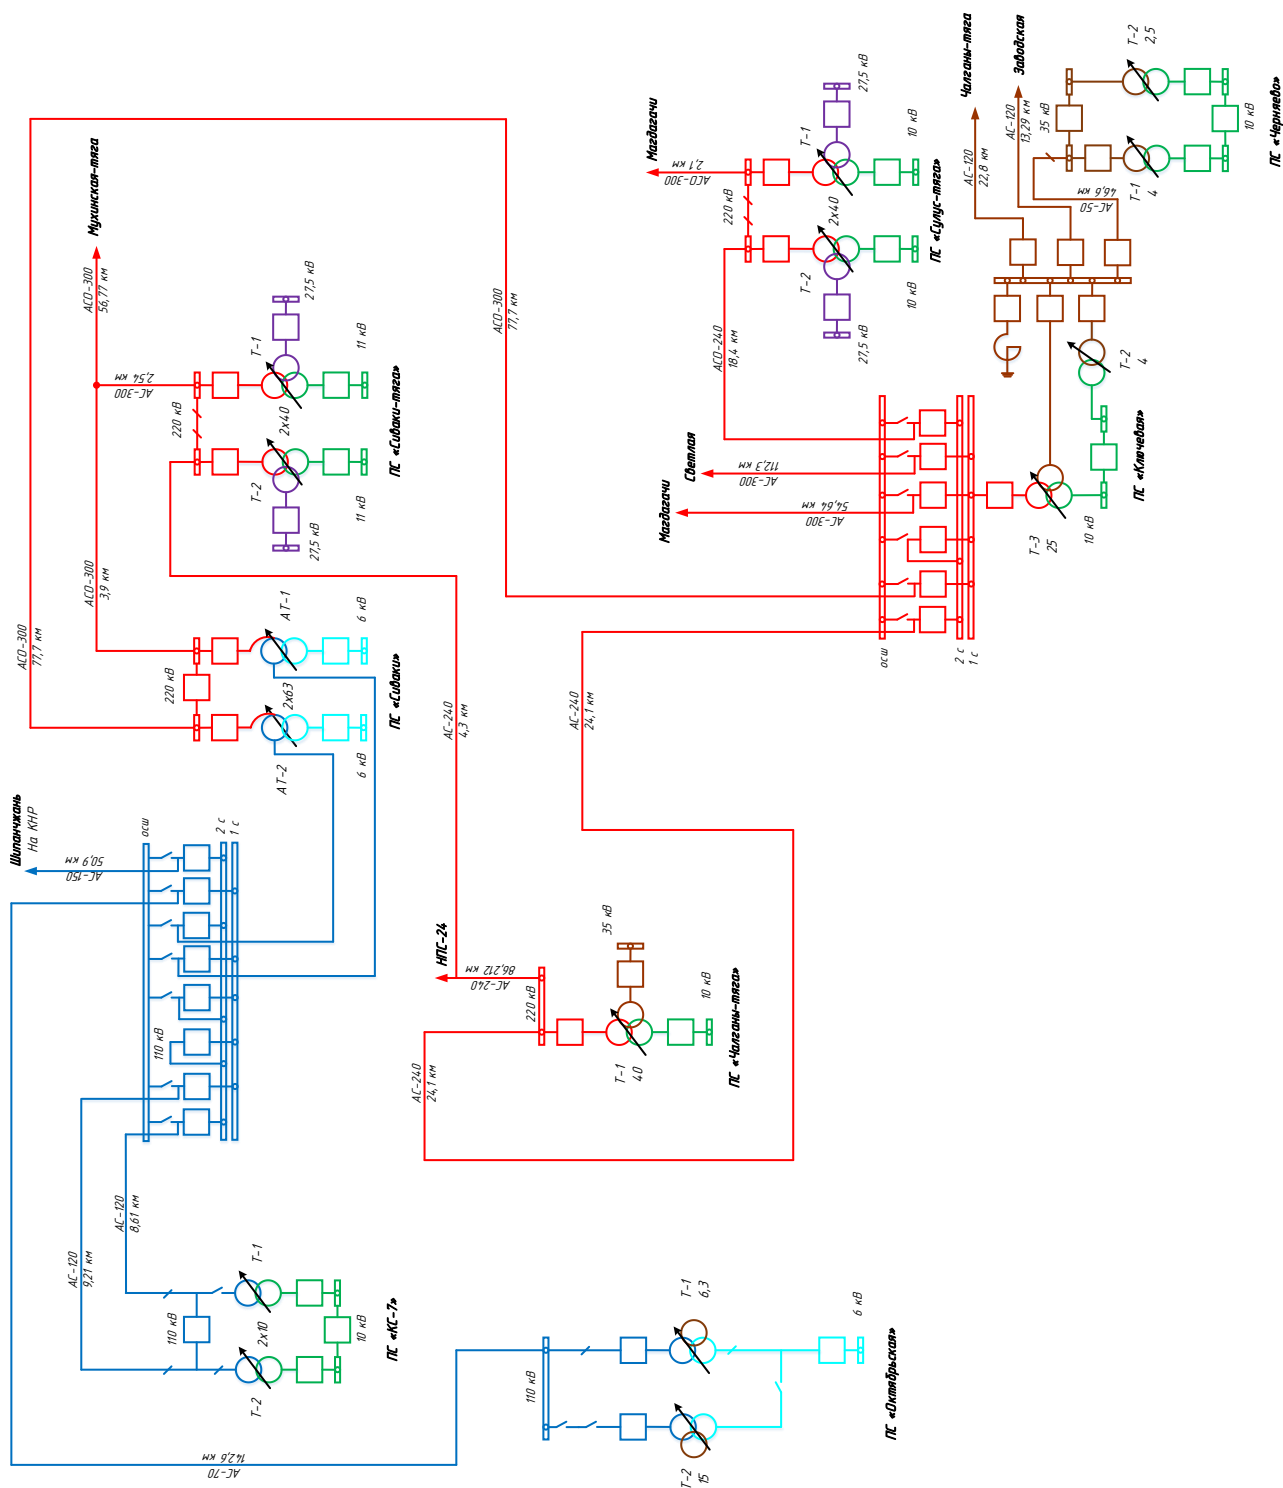 Мухинская-тяга
АСО-300
56,77 км
АС-300
2,54 км
АСО-300
3,9 км
АСО-300
77,7 км
220 кВ
Т-1
27,5 кВ
11 кВ
2х40
Т-2
27,5 кВ
11 кВ
ПС «Сиваки-тяга»
220 кВ
АТ-1
6 кВ
2х63
АТ-2
6 кВ
ПС «Сиваки»
Шипанчжань
На КНР
АС-150
50,9 км
осш
2 с
1 с
110 кВ
АС-120
8,61 км
АС-120
9,21 км
110 кВ
Т-1
2х10
Т-2
10 кВ
ПС «КС-7»
АС-70
142,6 км
110 кВ
Т-1
6,3
Т-2
15
6 кВ
ПС «Октябрьская»
АС-240
4,3 км
НПС-24
АС-240
86,212 км
220 кВ
35 кВ
10 кВ
Т-1
40
ПС «Чалганы-тяга»
АС-240
24,1 км
АС-240
24,1 км
АСО-300
77,7 км
Магдагачи
АСО-300
2,1 км
220 кВ
Т-1
27,5 кВ
10 кВ
2х40
Т-2
27,5 кВ
10 кВ
ПС «Сулус-тяга»
АСО-240
18,4 км
Светлая
АС-300
112,3 км
Магдагачи
АС-300
54,64 км
осш
2 с
1 с
Т-3
25
10 кВ
Т-2
4
ПС «Ключевая»
Чалганы-тяга
АС-120
22,8 км
Заводская
АС-120
13,29 км
АС-50
46,6 км
35 кВ
Т-2
2,5
Т-1
4
10 кВ
ПС «Черняево»